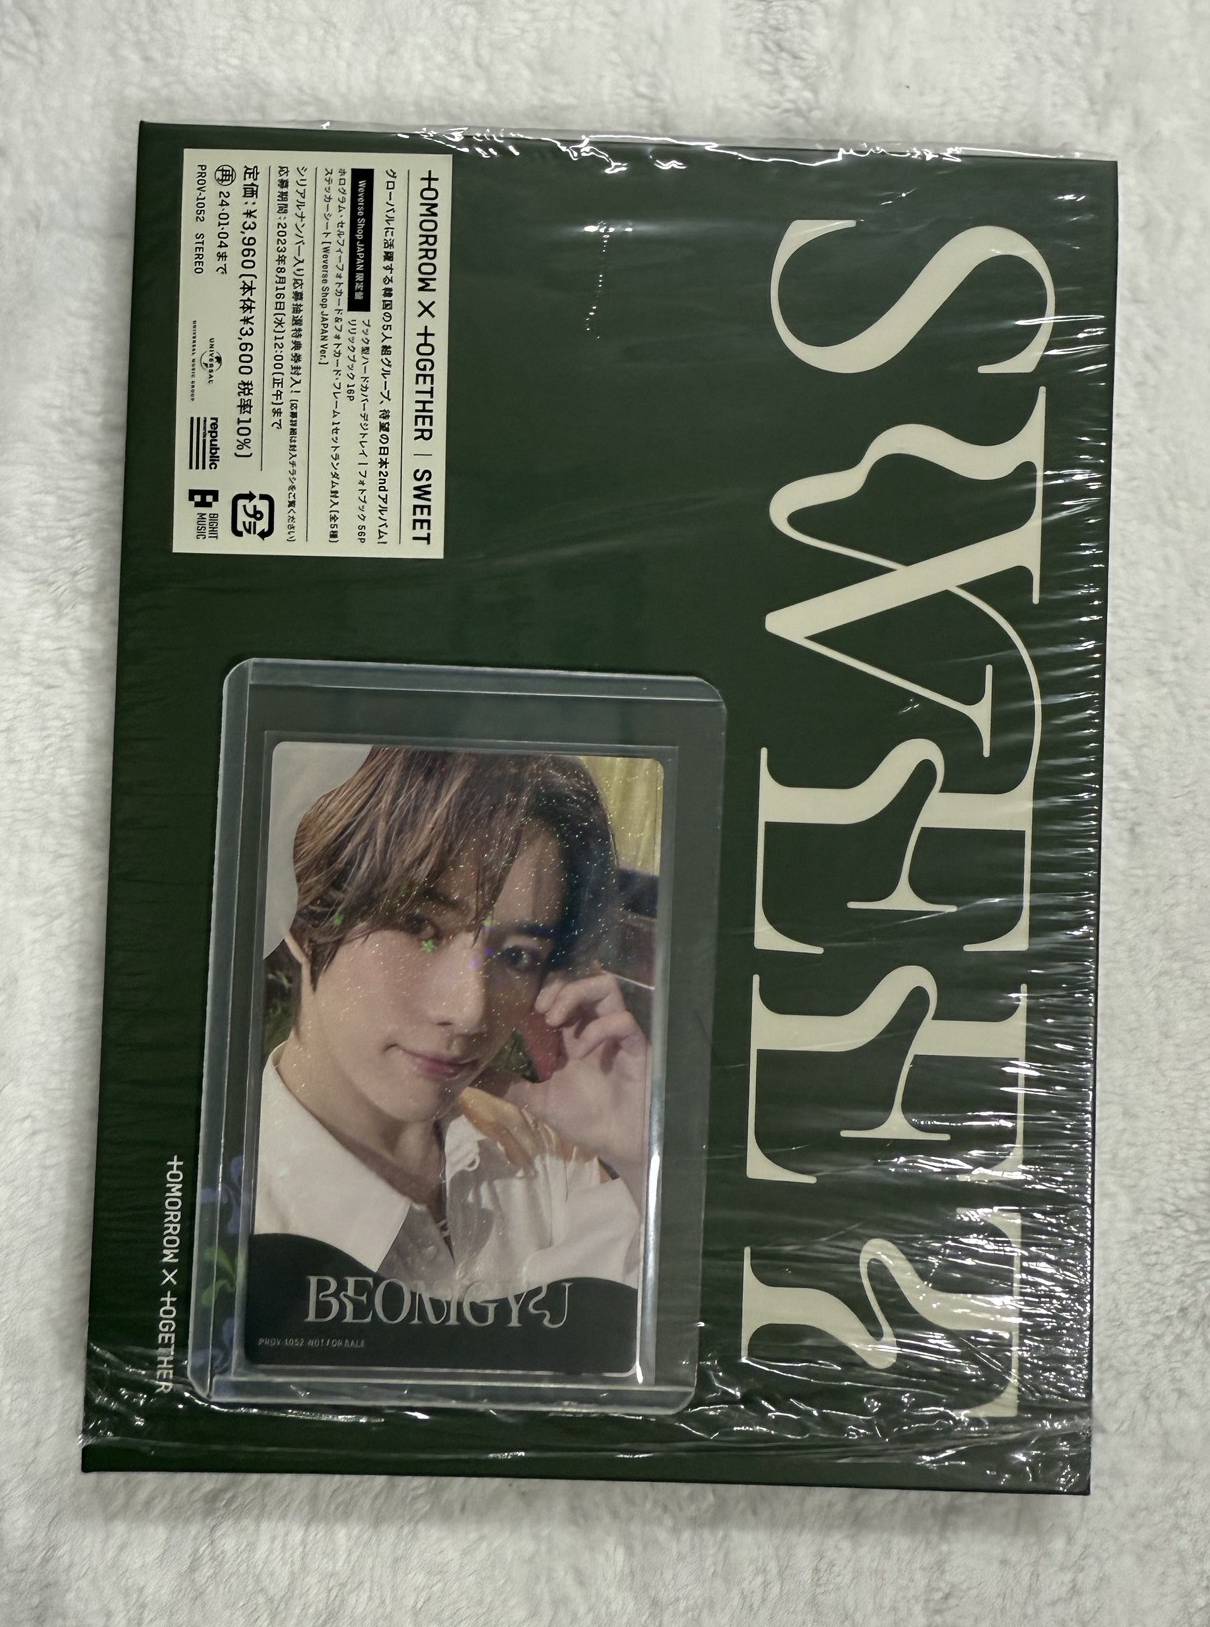 SWEET
TOMORROW X TOGETHER | SWEET
グローバルに活躍する韓国の5人組グループ、待望の日本2ndアルバム!
Weverse Shop JAPAN 限定盤
ブック型ハードカバーデジトレイ | フォトブック 56P
リリックブック 16P
ホログラム・セルフィーフォトカード&フォトカード・フレーム 1セットランダム封入(全5種)
ステッカーシート [Weverse Shop JAPAN Ver.]
シリアルナンバー入り応募抽選特典券封入! (応募詳細は封入チラシをご覧ください)
応募期間:2023年8月16日(水)12:00(正午)まで
定価:¥3,960(本体¥3,600 税率10%)
再 24・01・04まで
PROV-1052 STEREO
UNIVERSAL
UNIVERSAL MUSIC GROUP
republic
BIGHIT
MUSIC
プラ
BEOMGYU
PROV-1052 NOT FOR SALE
TOMORROW X TOGETHER